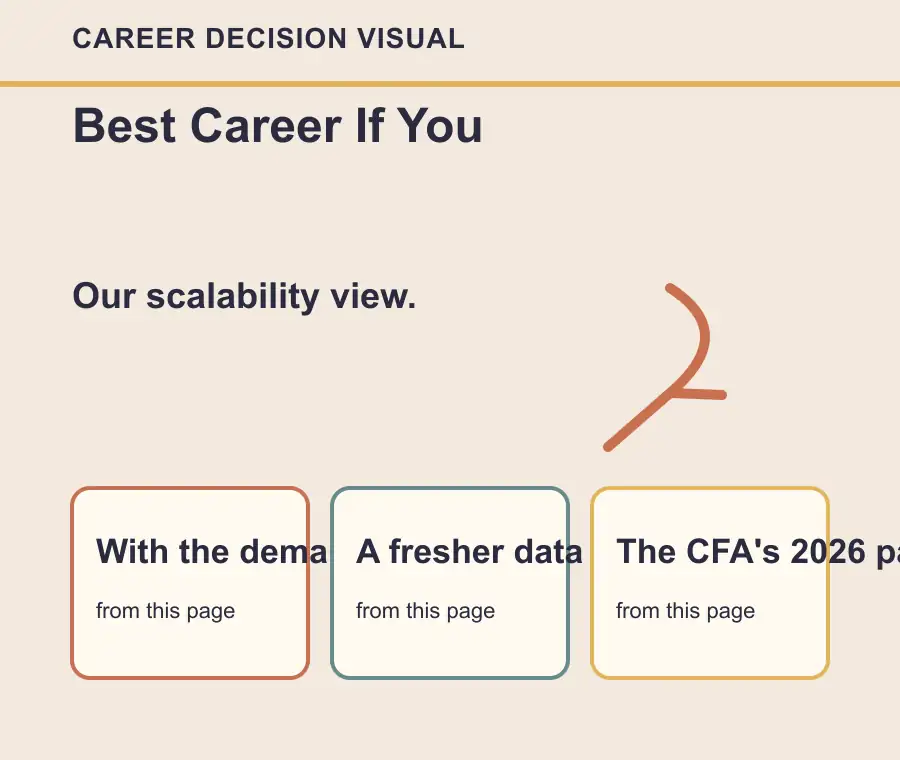 CAREER DECISION VISUAL
Best Career If You
Our scalability view.
With the dema
from this page
A fresher data
from this page
The CFA's 2026 pa
from this page